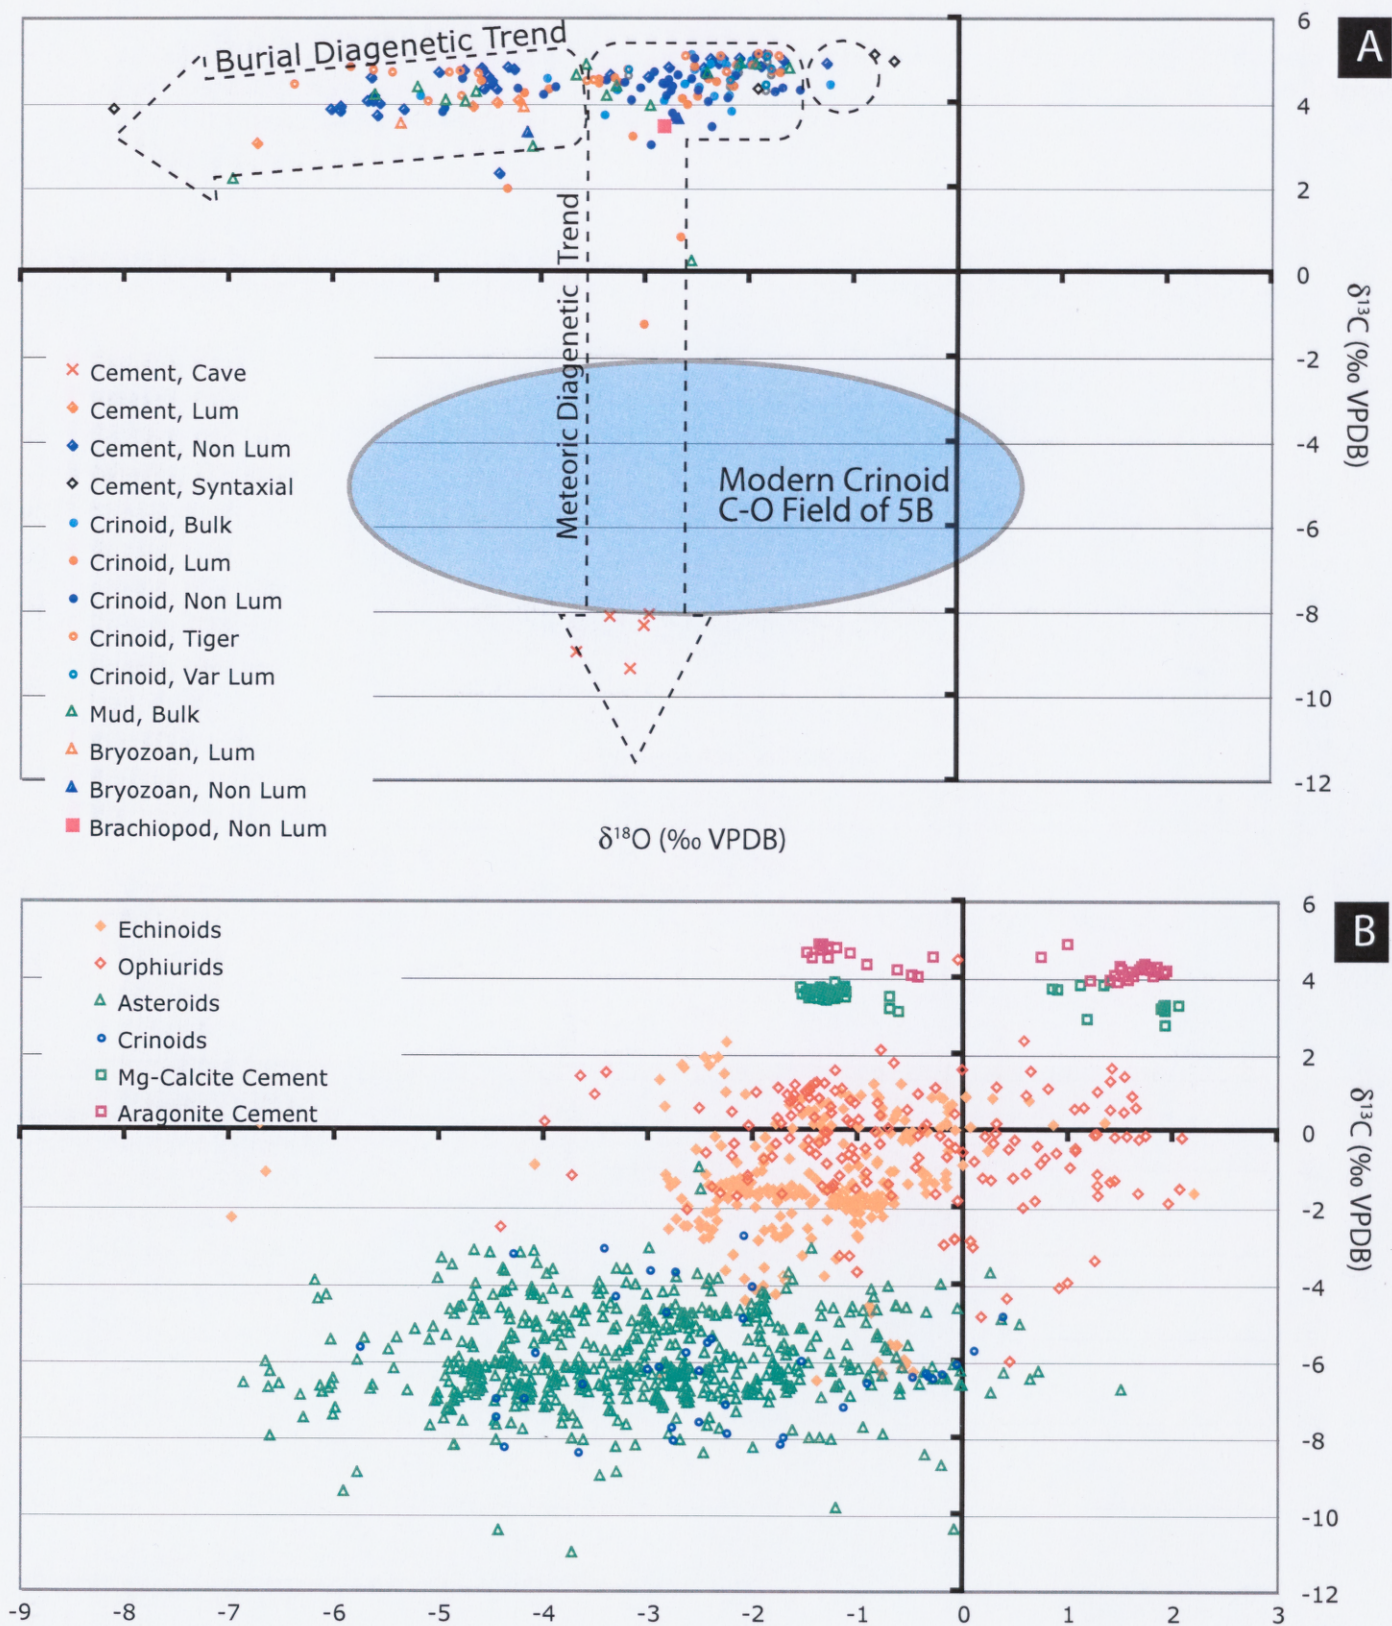 A
Burial Diagenetic Trend
6
4
2
0
-2
-4
-6
-8
-10
-12
δ13C (‰ VPDB)
Meteoric Diagenetic Trend
Modern Crinoid
C-O Field of 5B
Cement, Cave
Cement, Lum
Cement, Non Lum
Cement, Syntaxial
Crinoid, Bulk
Crinoid, Lum
Crinoid, Non Lum
Crinoid, Tiger
Crinoid, Var Lum
Mud, Bulk
Bryozoan, Lum
Bryozoan, Non Lum
Brachiopod, Non Lum
δ18O (‰ VPDB)
B
Echinoids
Ophiurids
Asteroids
Crinoids
Mg-Calcite Cement
Aragonite Cement
6
4
2
0
-2
-4
-6
-8
-10
-12
δ13C (‰ VPDB)
-9 -8 -7 -6 -5 -4 -3 -2 -1 0 1 2 3